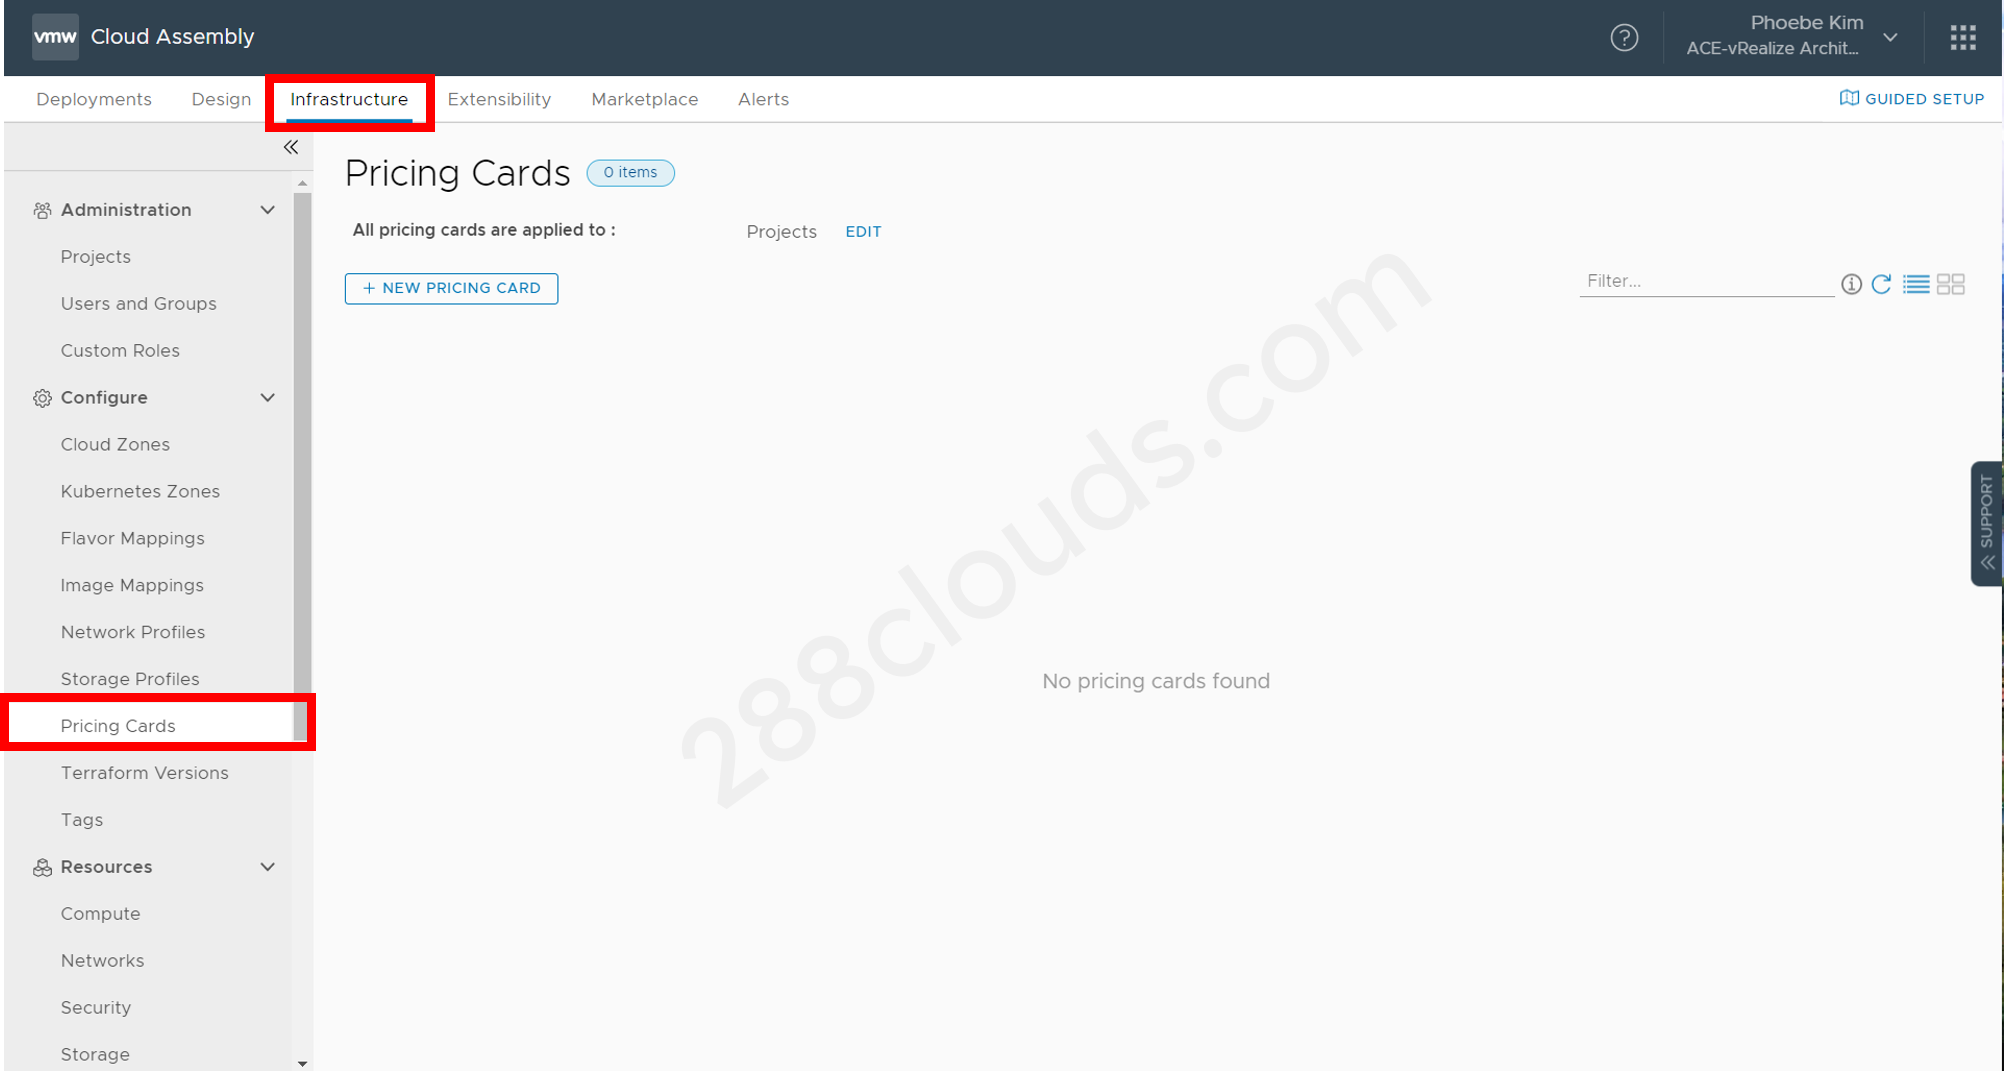 vmw Cloud Assembly
Phoebe Kim
ACE-vRealize Archit...
Deployments Design Infrastructure Extensibility Marketplace Alerts
GUIDED SETUP
Administration
Projects
Users and Groups
Custom Roles
Configure
Cloud Zones
Kubernetes Zones
Flavor Mappings
Image Mappings
Network Profiles
Storage Profiles
Pricing Cards
Terraform Versions
Tags
Resources
Compute
Networks
Security
Storage
Pricing Cards 0 items
All pricing cards are applied to : Projects EDIT
+ NEW PRICING CARD
Filter...
No pricing cards found
288clouds.com
SUPPORT